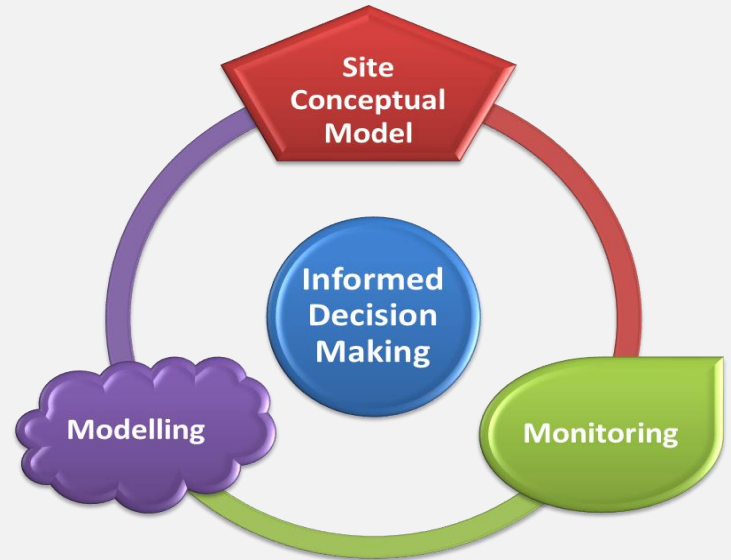 Site
Conceptual
Model
Informed
Decision
Making
Modelling
Monitoring